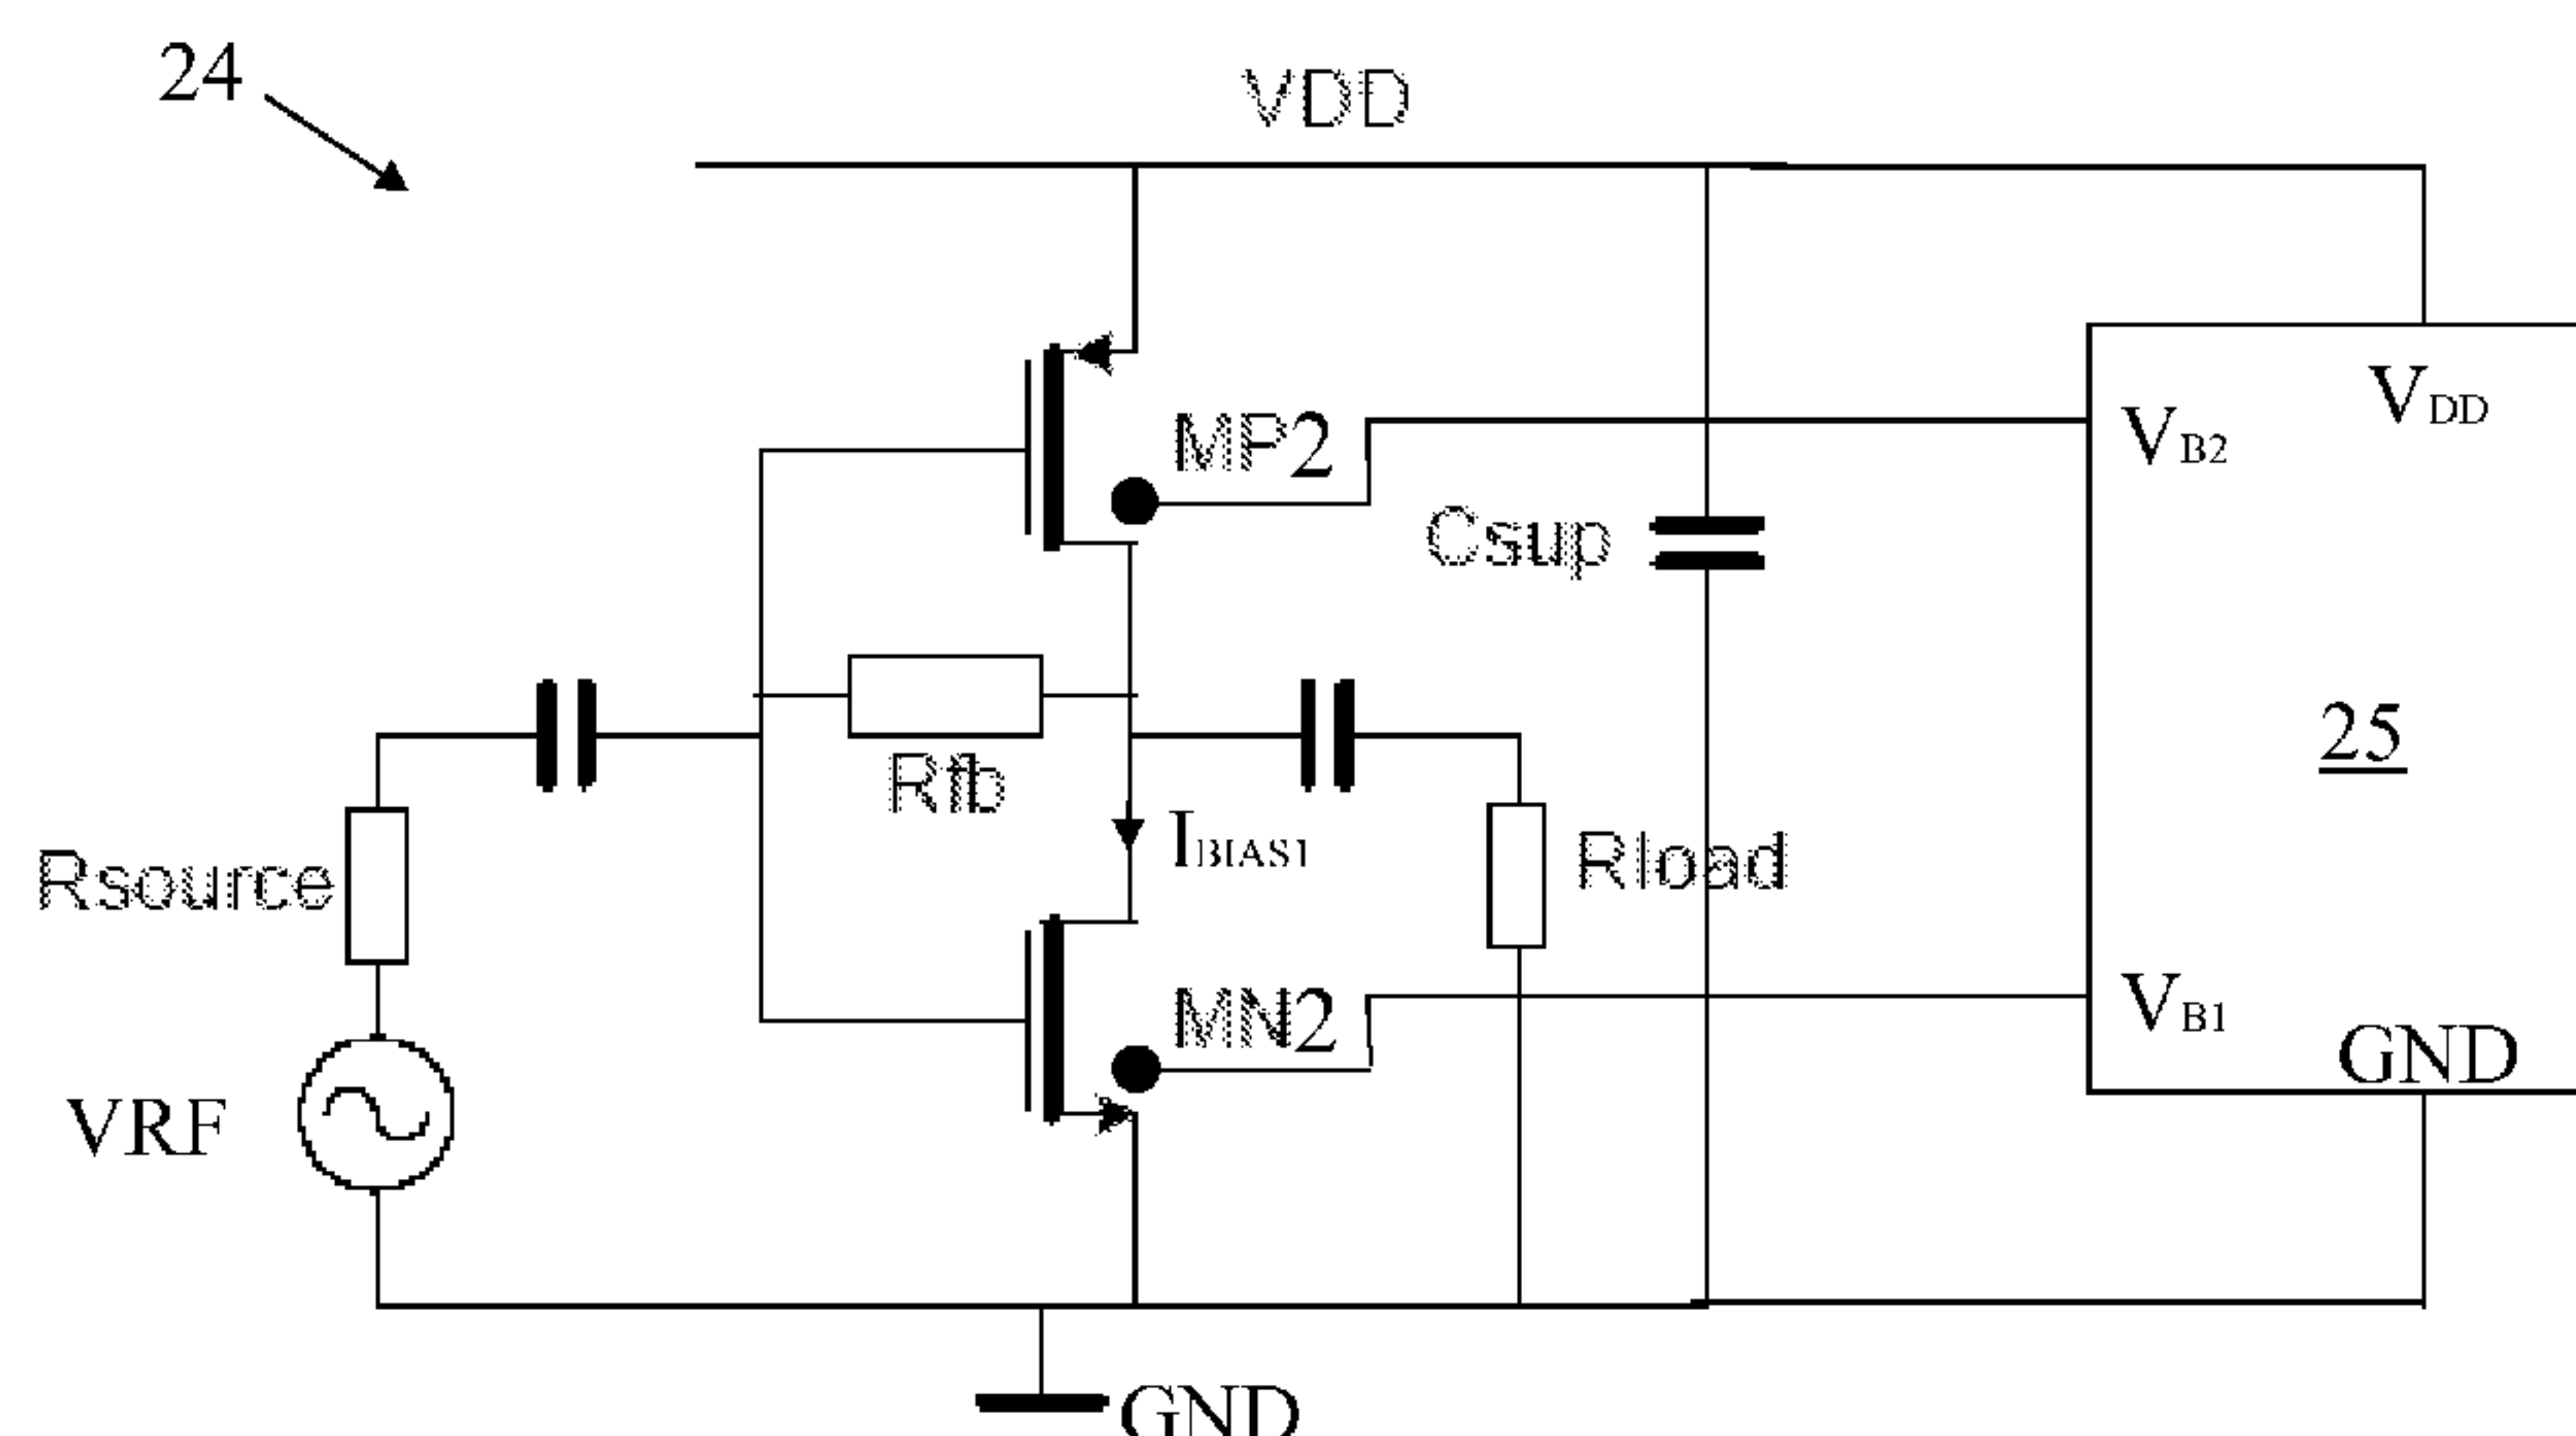 24
VDD
VDD
MP2
VB2
Csup
25
Rfb
IBIAS1
Rload
Rsource
MN2
VB1
GND
VRF
GND